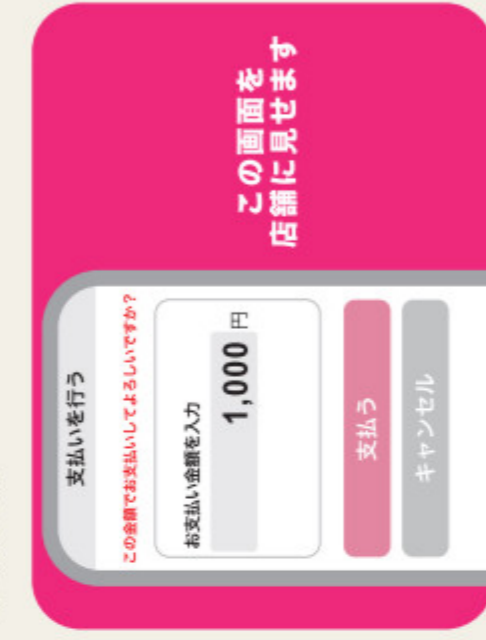 この画面を
店舗に見せます
支払いを行う
この金額でお支払いしてよろしいですか?
お支払い金額を入力
1,000 円
支払う
キャンセル